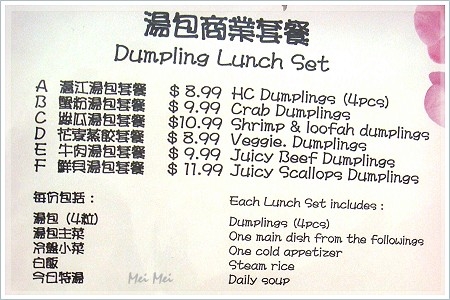 湯包商業套餐
Dumpling Lunch Set
A 滬江湯包套餐 $ 8.99 HC Dumplings (4pcs)
B 蟹粉湯包套餐 $ 9.99 Crab Dumplings
C 絲瓜湯包套餐 $10.99 Shrimp & loofah dumplings
D 花素蒸餃套餐 $ 8.99 Veggie. Dumplings
E 牛肉湯包套餐 $ 9.99 Juicy Beef Dumplings
F 鮮貝湯包套餐 $ 11.99 Juicy Scallops Dumplings
每份包括：
湯包（4粒）
湯包主菜
冷盤小菜
白飯
今日特湯
Each Lunch Set includes :
Dumplings (4pcs)
One main dish from the followings
One cold appetizer
Steam rice
Daily soup
Mei Mei